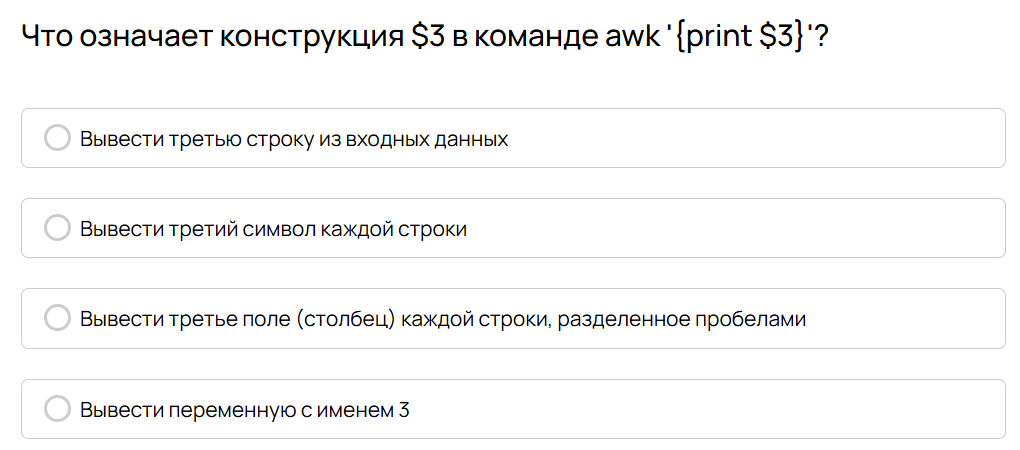 Что означает конструкция $3 в команде awk '{print $3}'?
Вывести третью строку из входных данных
Вывести третий символ каждой строки
Вывести третье поле (столбец) каждой строки, разделенное пробелами
Вывести переменную с именем 3